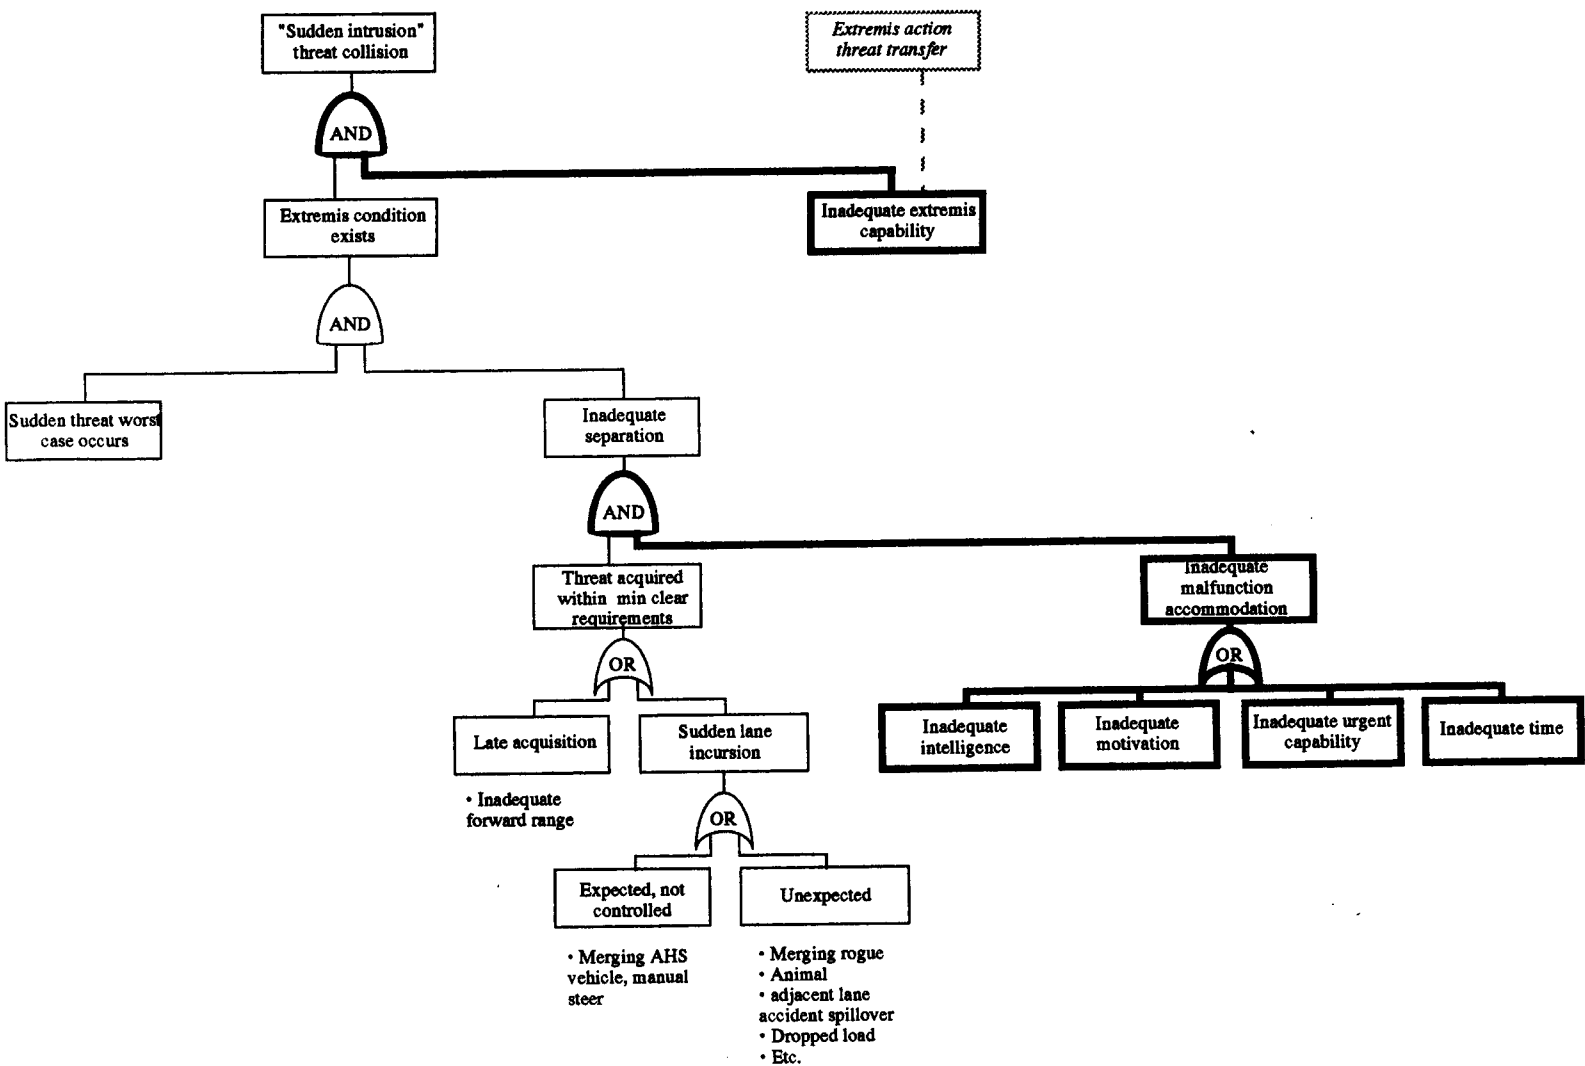 "Sudden intrusion"
threat collision
Extremis action
threat transfer
AND
Extremis condition
exists
Inadequate extremis
capability
AND
Sudden threat worst
case occurs
Inadequate
separation
AND
Threat acquired
within min clear
requirements
Inadequate
malfunction
accommodation
OR
OR
Late acquisition
Sudden lane
incursion
Inadequate
intelligence
Inadequate
motivation
Inadequate urgent
capability
Inadequate time
• Inadequate
forward range
OR
Expected, not
controlled
Unexpected
• Merging AHS
vehicle, manual
steer
• Merging rogue
• Animal
• adjacent lane
accident spillover
• Dropped load
• Etc.